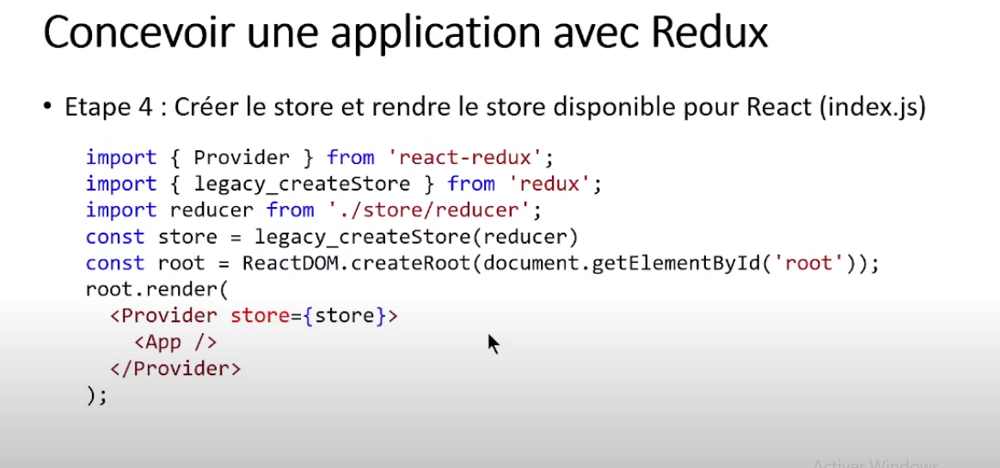 Concevoir une application avec Redux
• Etape 4 : Créer le store et rendre le store disponible pour React (index.js)
import { Provider } from 'react-redux';
import { legacy_createStore } from 'redux';
import reducer from './store/reducer';
const store = legacy_createStore(reducer)
const root = ReactDOM.createRoot(document.getElementById('root'));
root.render(
  <Provider store={store}>
    <App />
  </Provider>
);
Activer Windows